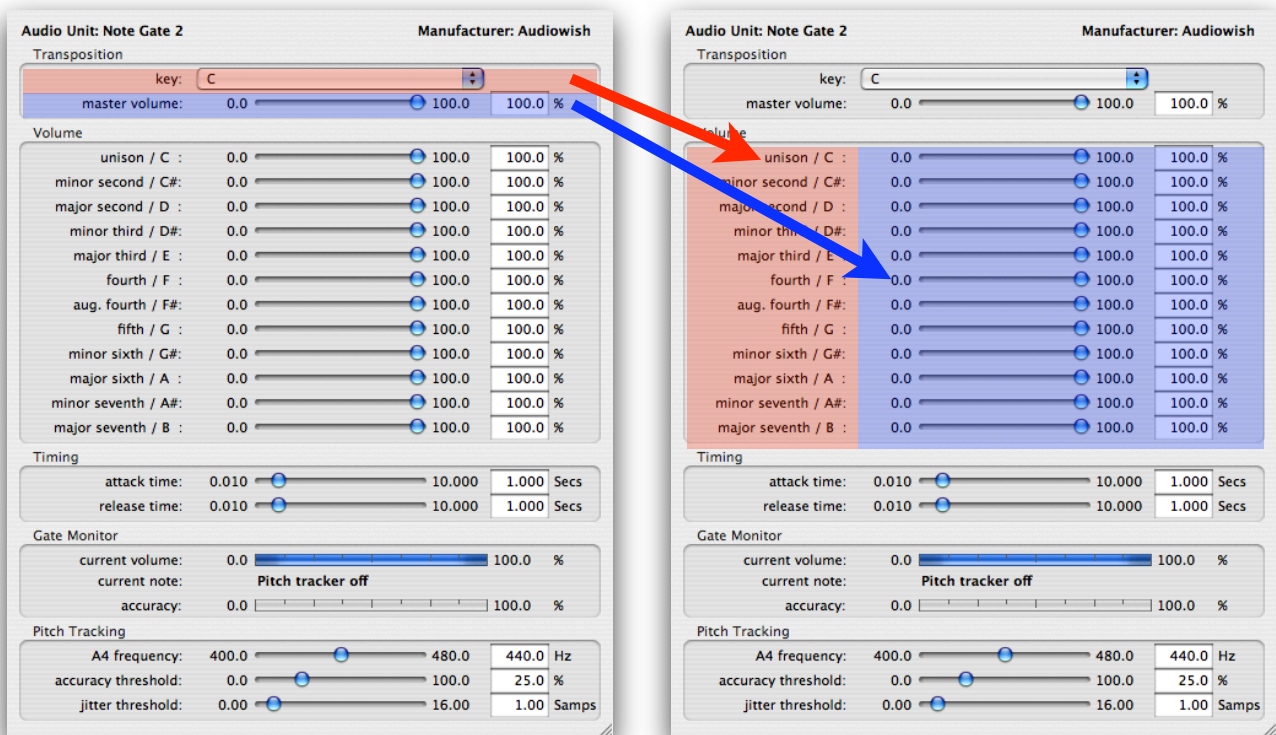 Audio Unit: Note Gate 2 Manufacturer: Audiowish
Transposition
key: C
master volume: 0.0 100.0 100.0 %
Volume
unison / C : 0.0 100.0 100.0 %
minor second / C#: 0.0 100.0 100.0 %
major second / D : 0.0 100.0 100.0 %
minor third / D#: 0.0 100.0 100.0 %
major third / E : 0.0 100.0 100.0 %
fourth / F : 0.0 100.0 100.0 %
aug. fourth / F#: 0.0 100.0 100.0 %
fifth / G : 0.0 100.0 100.0 %
minor sixth / G#: 0.0 100.0 100.0 %
major sixth / A : 0.0 100.0 100.0 %
minor seventh / A#: 0.0 100.0 100.0 %
major seventh / B : 0.0 100.0 100.0 %
Timing
attack time: 0.010 10.000 1.000 Secs
release time: 0.010 10.000 1.000 Secs
Gate Monitor
current volume: 0.0 100.0 %
current note: Pitch tracker off
accuracy: 0.0 100.0 %
Pitch Tracking
A4 frequency: 400.0 480.0 440.0 Hz
accuracy threshold: 0.0 100.0 25.0 %
jitter threshold: 0.00 16.00 1.00 Samps
Audio Unit: Note Gate 2 Manufacturer: Audiowish
Transposition
key: C
master volume: 0.0 100.0 100.0 %
Volume
unison / C : 0.0 100.0 100.0 %
minor second / C#: 0.0 100.0 100.0 %
major second / D : 0.0 100.0 100.0 %
minor third / D#: 0.0 100.0 100.0 %
major third / E : 0.0 100.0 100.0 %
fourth / F : 0.0 100.0 100.0 %
aug. fourth / F#: 0.0 100.0 100.0 %
fifth / G : 0.0 100.0 100.0 %
minor sixth / G#: 0.0 100.0 100.0 %
major sixth / A : 0.0 100.0 100.0 %
minor seventh / A#: 0.0 100.0 100.0 %
major seventh / B : 0.0 100.0 100.0 %
Timing
attack time: 0.010 10.000 1.000 Secs
release time: 0.010 10.000 1.000 Secs
Gate Monitor
current volume: 0.0 100.0 %
current note: Pitch tracker off
accuracy: 0.0 100.0 %
Pitch Tracking
A4 frequency: 400.0 480.0 440.0 Hz
accuracy threshold: 0.0 100.0 25.0 %
jitter threshold: 0.00 16.00 1.00 Samps